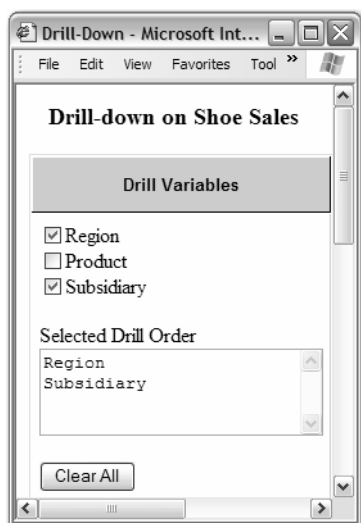 Drill-Down - Microsoft Int...
File Edit View Favorites Tool »
Drill-down on Shoe Sales
Drill Variables
Region
Product
Subsidiary
Selected Drill Order
Region
Subsidiary
Clear All